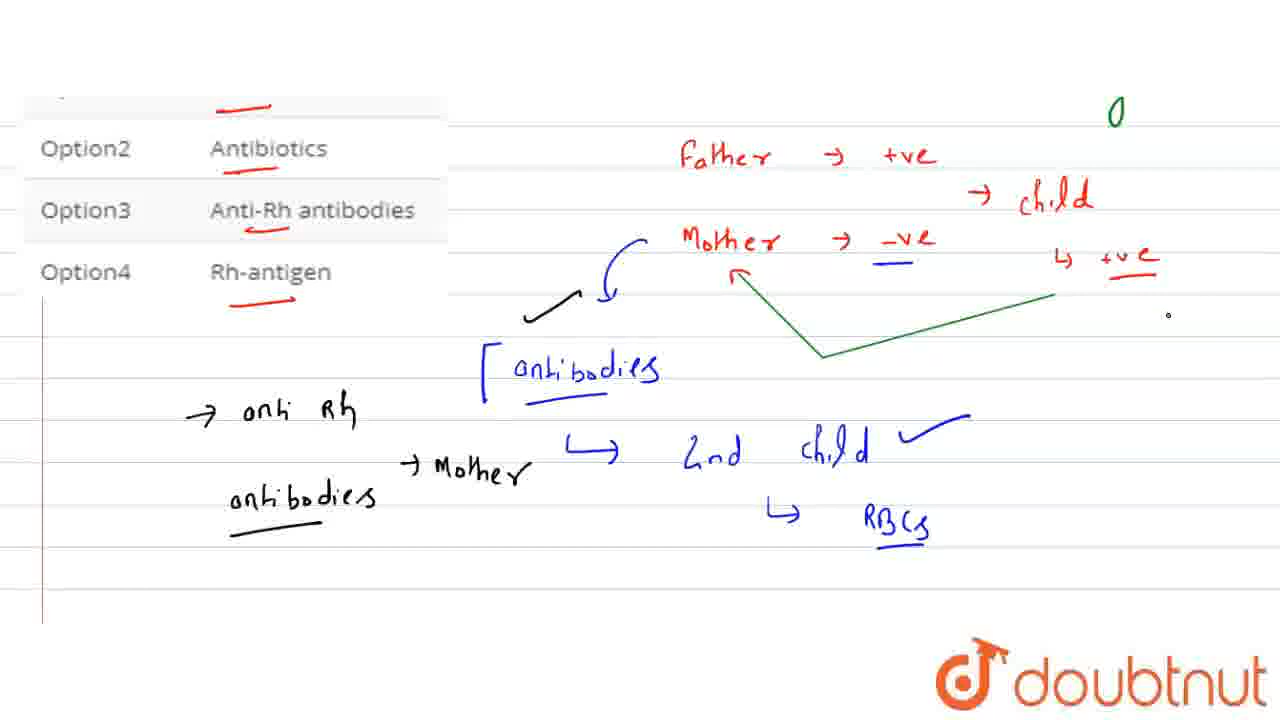 Option2 Antibiotics
Option3 Anti-Rh antibodies
Option4 Rh-antigen
Father → +ve
→ child
Mother → -ve
↳ +ve
antibodies
→ anti Rh
antibodies
→ Mother
↳ 2nd child ✓
↳ RBCs
doubtnut